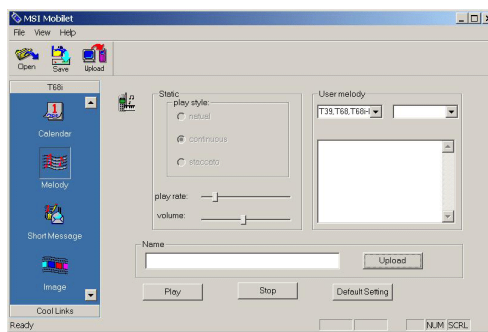 MSI Mobilet
File View Help
Open Save Upload
T68i
Calendar
Melody
Short Message
Image
Cool Links
Static
play style:
natual
continuous
staccato
play rate:
volume:
User melody
T39,T68,T68i-I
Name
Upload
Play Stop Default Setting
Ready NUM SCRL